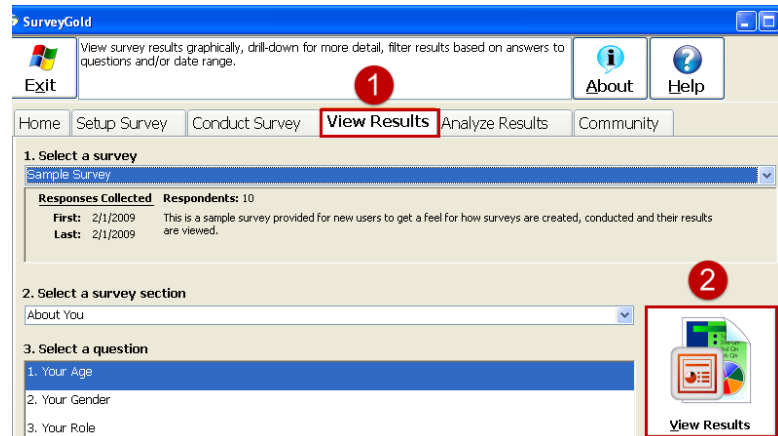 SurveyGold
View survey results graphically, drill-down for more detail, filter results based on answers to
questions and/or date range.
Exit
About
Help
1
Home
Setup Survey
Conduct Survey
View Results
Analyze Results
Community
1. Select a survey
Sample Survey
Responses Collected
Respondents: 10
First: 2/1/2009
This is a sample survey provided for new users to get a feel for how surveys are created, conducted and their results
are viewed.
Last: 2/1/2009
2
2. Select a survey section
About You
3. Select a question
1. Your Age
2. Your Gender
3. Your Role
View Results